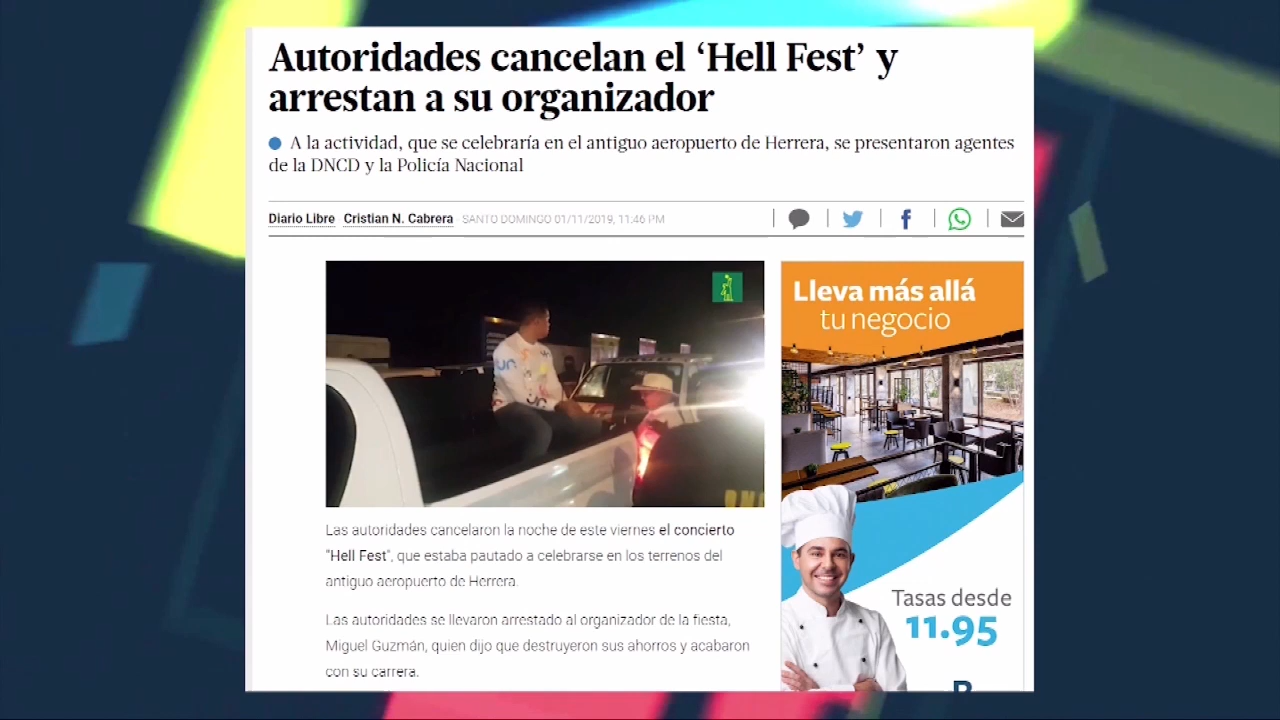 Autoridades cancelan el ‘Hell Fest’ y
arrestan a su organizador
A la actividad, que se celebraría en el antiguo aeropuerto de Herrera, se presentaron agentes
de la DNCD y la Policía Nacional
Diario Libre Cristian N. Cabrera - SANTO DOMINGO 01/11/2019, 11:46 PM
Las autoridades cancelaron la noche de este viernes el concierto
"Hell Fest", que estaba pautado a celebrarse en los terrenos del
antiguo aeropuerto de Herrera.
Las autoridades se llevaron arrestado al organizador de la fiesta,
Miguel Guzmán, quien dijo que destruyeron sus ahorros y acabaron
con su carrera.
Lleva más allá
tu negocio
Tasas desde
11.95